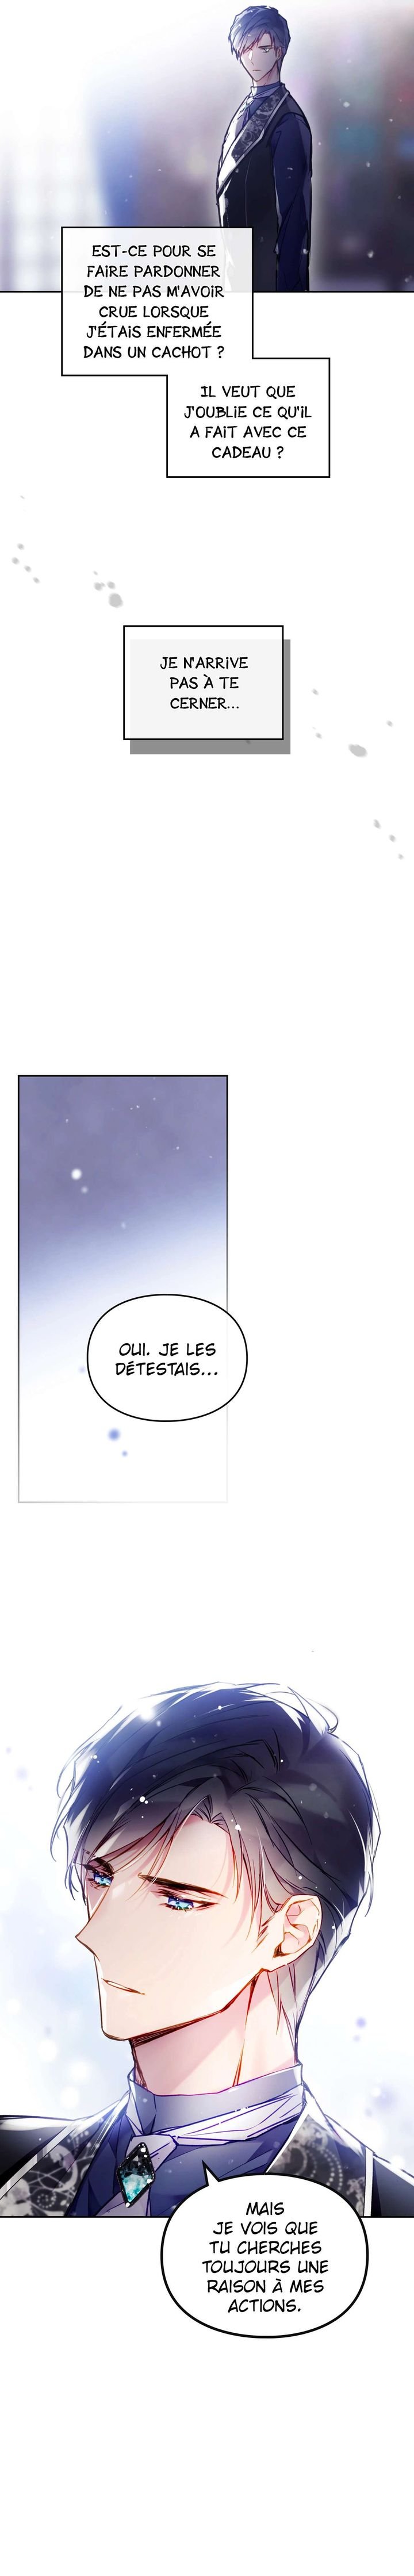 EST-CE POUR SE
FAIRE PARDONNER
DE NE PAS M'AVOIR
CRUE LORSQUE
J'ÉTAIS ENFERMÉE
DANS UN CACHOT ?
IL VEUT QUE
J'OUBLIE CE QU'IL
A FAIT AVEC CE
CADEAU ?
JE N'ARRIVE
PAS À TE
CERNER...
OUI. JE LES
DÉTESTAIS...
MAIS
JE VOIS QUE
TU CHERCHES
TOUJOURS UNE
RAISON À MES
ACTIONS.